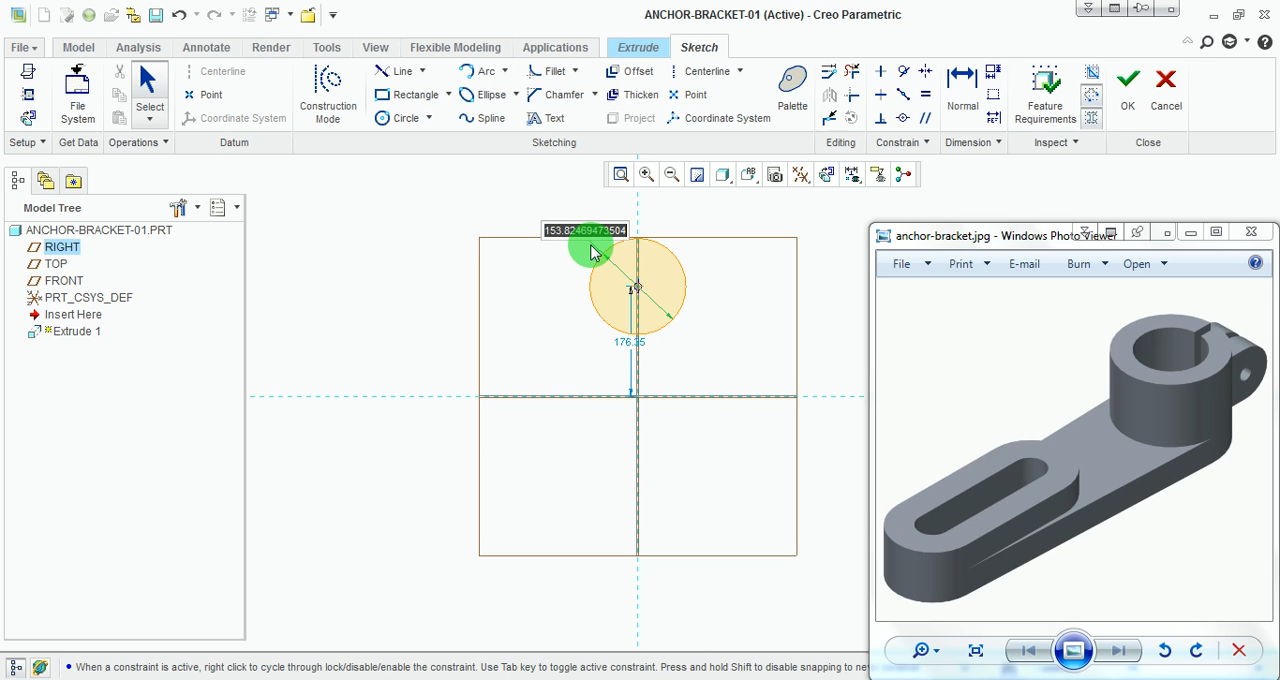 ANCHOR-BRACKET-01 (Active) - Creo Parametric
File Model Analysis Annotate Render Tools View Flexible Modeling Applications Extrude Sketch
Centerline Line Arc Fillet Offset Centerline
Point Rectangle Ellipse Chamfer Thicken Point
Coordinate System Circle Spline Text Project Coordinate System
File System
Select
Construction Mode
Palette
Normal
Feature Requirements
OK Cancel
Setup Get Data Operations Datum Sketching Editing Constrain Dimension Inspect Close
Model Tree
ANCHOR-BRACKET-01.PRT
RIGHT
TOP
FRONT
PRT_CSYS_DEF
Insert Here
Extrude 1
153.82469473504
176.35
anchor-bracket.jpg - Windows Photo Viewer
File Print E-mail Burn Open
When a constraint is active, right click to cycle through lock/disable/enable the constraint. Use Tab key to toggle active constraint. Press and hold Shift to disable snapping to new